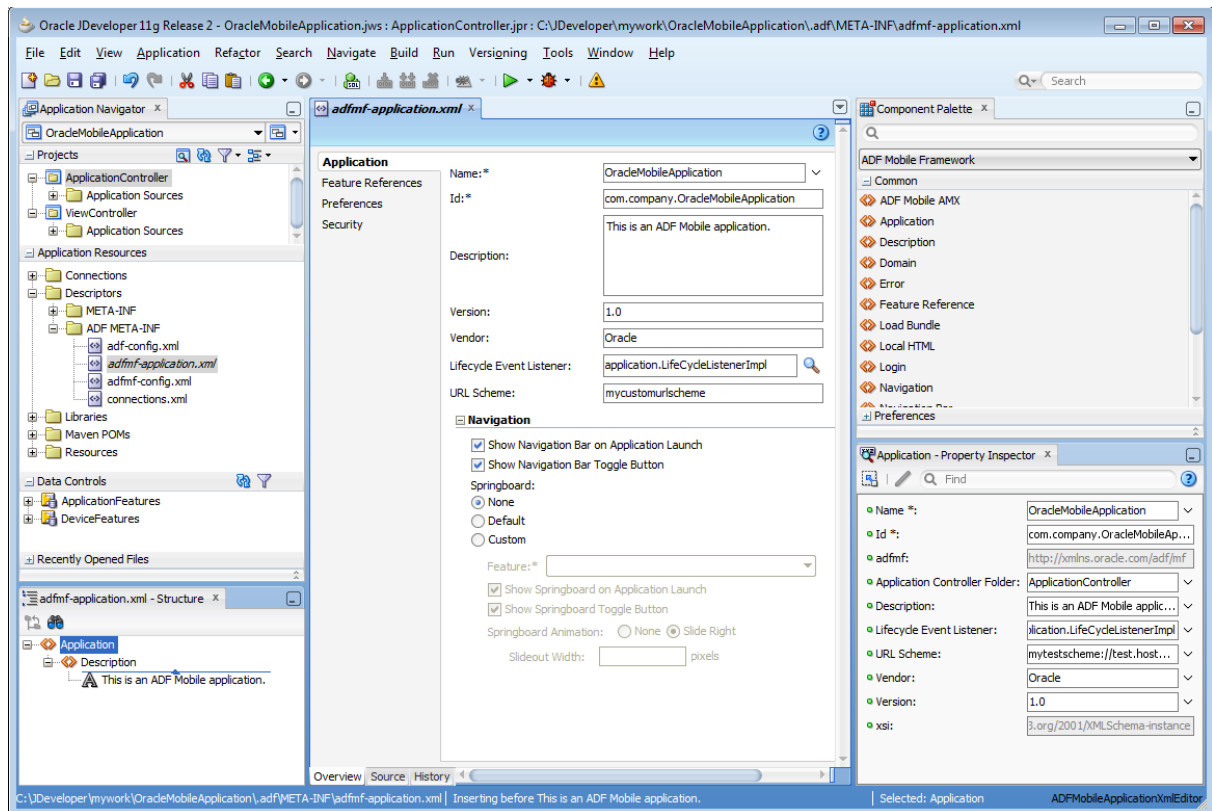 Oracle JDeveloper 11g Release 2 - OracleMobileApplication.jws : ApplicationController.jpr : C:\JDeveloper\mywork\OracleMobileApplication\.adf\META-INF\adfmf-application.xml
File Edit View Application Refactor Search Navigate Build Run Versioning Tools Window Help
Search
Application Navigator
OracleMobileApplication
Projects
ApplicationController
Application Sources
ViewController
Application Sources
Application Resources
Connections
Descriptors
META-INF
ADF META-INF
adf-config.xml
adfmf-application.xml
adfmf-config.xml
connections.xml
Libraries
Maven POMs
Resources
Data Controls
ApplicationFeatures
DeviceFeatures
Recently Opened Files
adfmf-application.xml - Structure
Application
Description
This is an ADF Mobile application.
adfmf-application.xml
Application
Feature References
Preferences
Security
Name:* OracleMobileApplication
Id:* com.company.OracleMobileApplication
Description: This is an ADF Mobile application.
Version: 1.0
Vendor: Oracle
Lifecycle Event Listener: application.LifeCycleListenerImpl
URL Scheme: mycustomurlscheme
Navigation
Show Navigation Bar on Application Launch
Show Navigation Bar Toggle Button
Springboard:
None
Default
Custom
Feature:*
Show Springboard on Application Launch
Show Springboard Toggle Button
Springboard Animation: None Slide Right
Slideout Width: pixels
Overview Source History
Component Palette
ADF Mobile Framework
Common
ADF Mobile AMX
Application
Description
Domain
Error
Feature Reference
Load Bundle
Local HTML
Login
Navigation
Preferences
Application - Property Inspector
Find
Name *: OracleMobileApplication
Id *: com.company.OracleMobileAp...
adfmf: http://xmlns.oracle.com/adf/mf
Application Controller Folder: ApplicationController
Description: This is an ADF Mobile applic...
Lifecycle Event Listener: lication.LifeCycleListenerImpl
URL Scheme: mytestscheme://test.host...
Vendor: Oracle
Version: 1.0
xsi: 3.org/2001/XMLSchema-instance
C:\JDeveloper\mywork\OracleMobileApplication\.adf\META-INF\adfmf-application.xml Inserting before This is an ADF Mobile application. Selected: Application ADFMobileApplicationXmlEditor